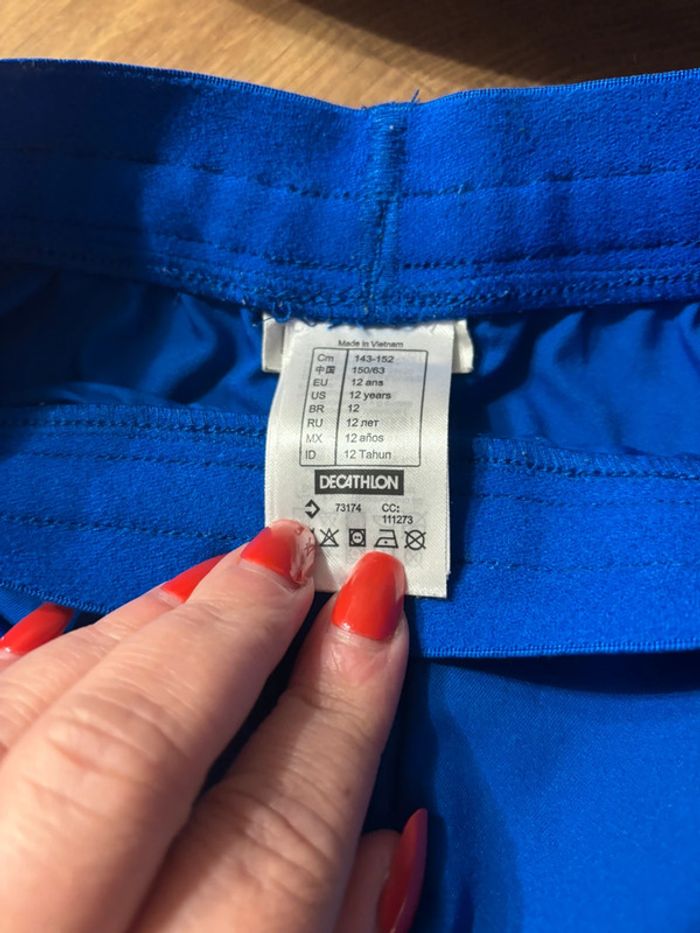 Made in Vietnam
Cm 143-152
中国 150/63
EU 12 ans
US 12 years
BR 12
RU 12 лет
MX 12 años
ID 12 Tahun
DECATHLON
73174 CC:
111273